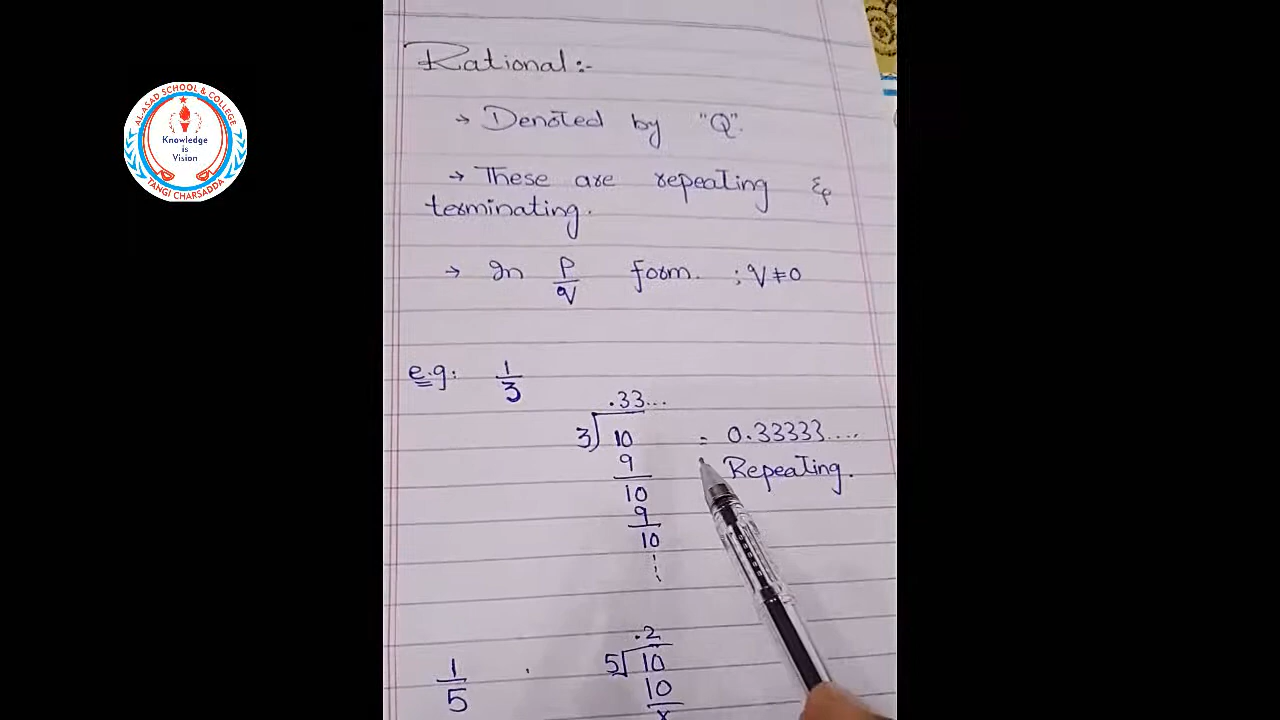 AL-ASAD SCHOOL & COLLEGE
Knowledge
is
Vision
TANGI CHARSADDA
Rational:-
→ Denoted by "Q".
→ These are repeating &
terminating.
→ In p/q form. ; q≠0
e.g. 1/3
.33...
3)10 = 0.33333....
9 Repeating.
10
9
10
.2
1/5 5)10
10
x